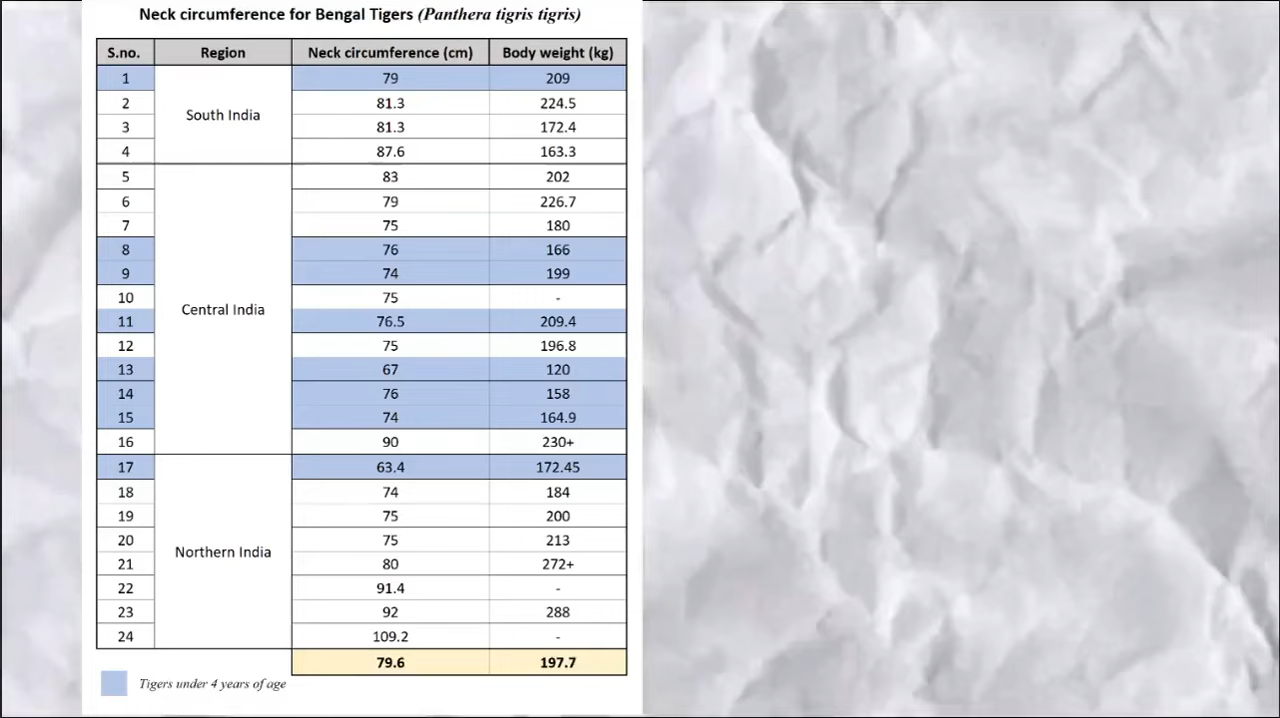 Neck circumference for Bengal Tigers (Panthera tigris tigris)
S.no. Region Neck circumference (cm) Body weight (kg)
1 79 209
2 81.3 224.5
South India
3 81.3 172.4
4 87.6 163.3
5 83 202
6 79 226.7
7 75 180
8 76 166
9 74 199
10 75 -
Central India
11 76.5 209.4
12 75 196.8
13 67 120
14 76 158
15 74 164.9
16 90 230+
17 63.4 172.45
18 74 184
19 75 200
20 75 213
Northern India
21 80 272+
22 91.4 -
23 92 288
24 109.2 -
79.6 197.7
Tigers under 4 years of age